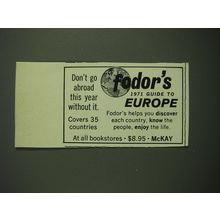 Don't go
abroad
this year
without it.
Covers 35
countries
fodor's
1971 GUIDE TO
EUROPE
Fodor's helps you discover
each country, know the
people, enjoy the life.
At all bookstores · $8.95 · McKAY